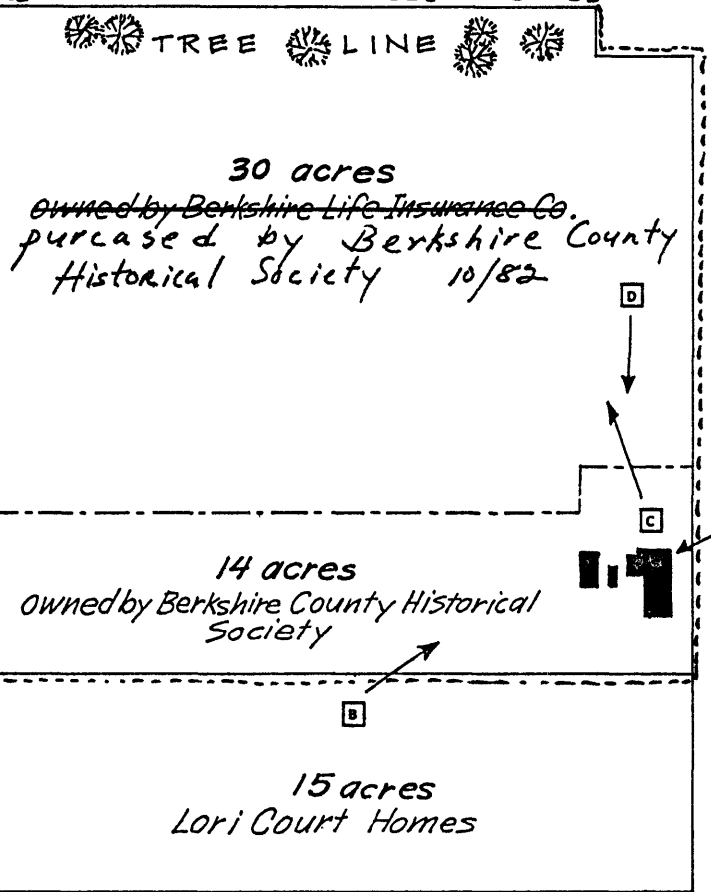 TREE LINE
30 acres
owned by Berkshire Life Insurance Co.
purcased by Berkshire County
Historical Society 10/82
D
C
14 acres
owned by Berkshire County Historical
Society
B
15 acres
Lori Court Homes